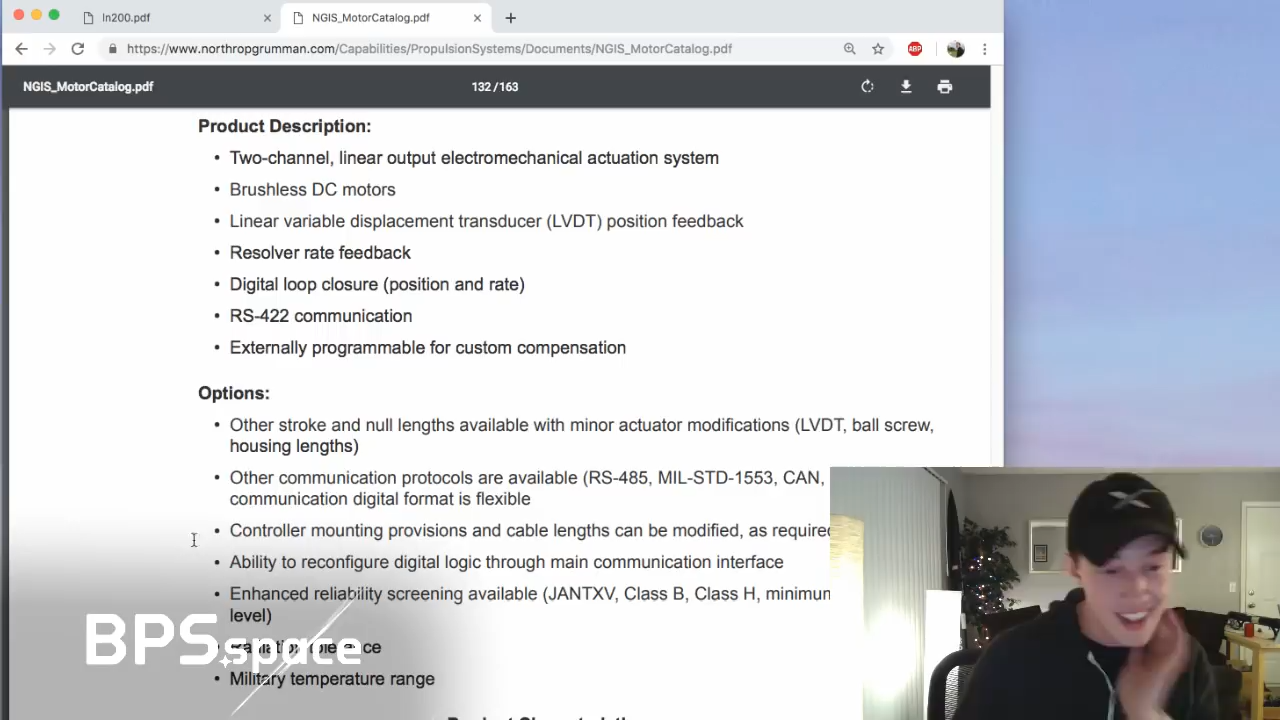 In200.pdf
NGIS_MotorCatalog.pdf
https://www.northropgrumman.com/Capabilities/PropulsionSystems/Documents/NGIS_MotorCatalog.pdf
ABP
NGIS_MotorCatalog.pdf
132 / 163
Product Description:
• Two-channel, linear output electromechanical actuation system
• Brushless DC motors
• Linear variable displacement transducer (LVDT) position feedback
• Resolver rate feedback
• Digital loop closure (position and rate)
• RS-422 communication
• Externally programmable for custom compensation
Options:
• Other stroke and null lengths available with minor actuator modifications (LVDT, ball screw,
housing lengths)
• Other communication protocols are available (RS-485, MIL-STD-1553, CAN,
communication digital format is flexible
• Controller mounting provisions and cable lengths can be modified, as required
• Ability to reconfigure digital logic through main communication interface
• Enhanced reliability screening available (JANTXV, Class B, Class H, minimum
level)
BPS.space
• Military temperature range